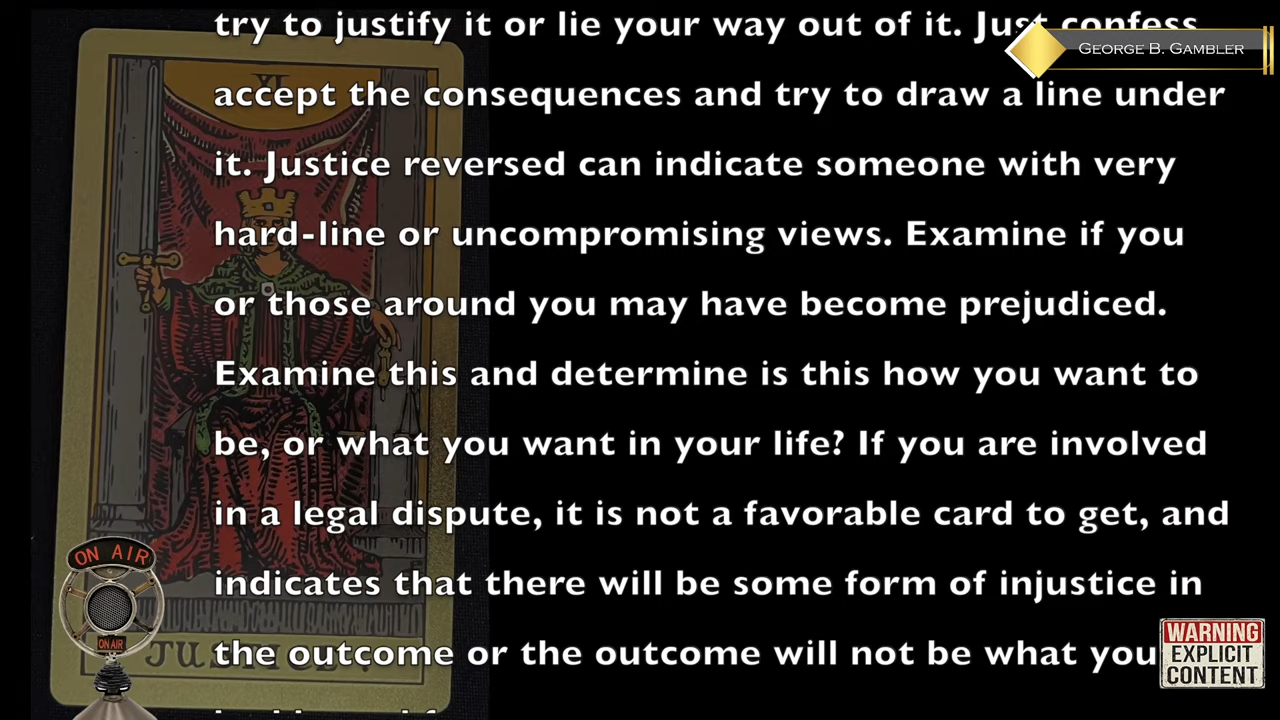 try to justify it or lie your way out of it. Just confess
GEORGE B. GAMBLER
accept the consequences and try to draw a line under
it. Justice reversed can indicate someone with very
hard-line or uncompromising views. Examine if you
or those around you may have become prejudiced.
Examine this and determine is this how you want to
be, or what you want in your life? If you are involved
in a legal dispute, it is not a favorable card to get, and
indicates that there will be some form of injustice in
the outcome or the outcome will not be what you
XI
JUSTICE
ON AIR
ON AIR
WARNING
EXPLICIT
CONTENT